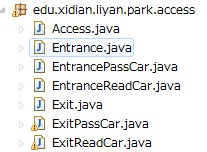 edu.xidian.liyan.park.access
Access.java
Entrance.java
EntrancePassCar.java
EntranceReadCar.java
Exit.java
ExitPassCar.java
ExitReadCar.java